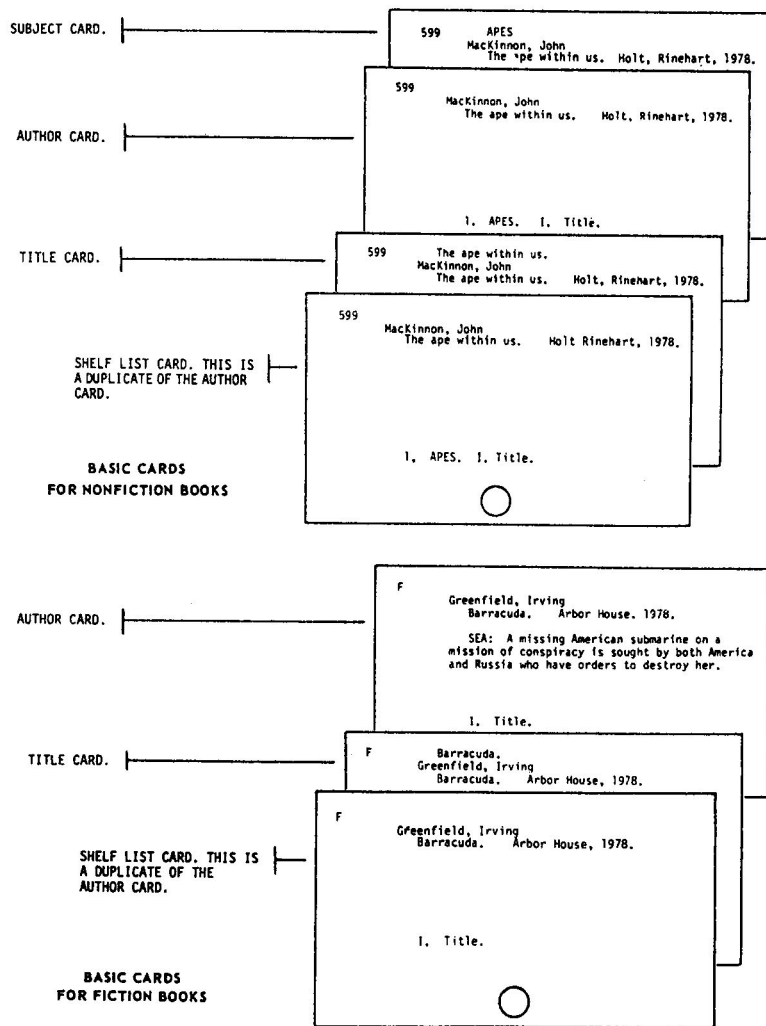 SUBJECT CARD.
599 APES
MacKinnon, John
The ape within us. Holt, Rinehart, 1978.
AUTHOR CARD.
599
MacKinnon, John
The ape within us. Holt, Rinehart, 1978.
1. APES. I. Title.
TITLE CARD.
599 The ape within us.
MacKinnon, John
The ape within us. Holt, Rinehart, 1978.
599
MacKinnon, John
The ape within us. Holt Rinehart, 1978.
SHELF LIST CARD. THIS IS
A DUPLICATE OF THE AUTHOR
CARD.
1. APES. I. Title.
BASIC CARDS
FOR NONFICTION BOOKS
AUTHOR CARD.
F
Greenfield, Irving
Barracuda. Arbor House. 1978.
SEA: A missing American submarine on a
mission of conspiracy is sought by both America
and Russia who have orders to destroy her.
I. Title.
TITLE CARD.
F Barracuda.
Greenfield, Irving
Barracuda. Arbor House, 1978.
F
Greenfield, Irving
Barracuda. Arbor House, 1978.
SHELF LIST CARD. THIS IS
A DUPLICATE OF THE
AUTHOR CARD.
I. Title.
BASIC CARDS
FOR FICTION BOOKS